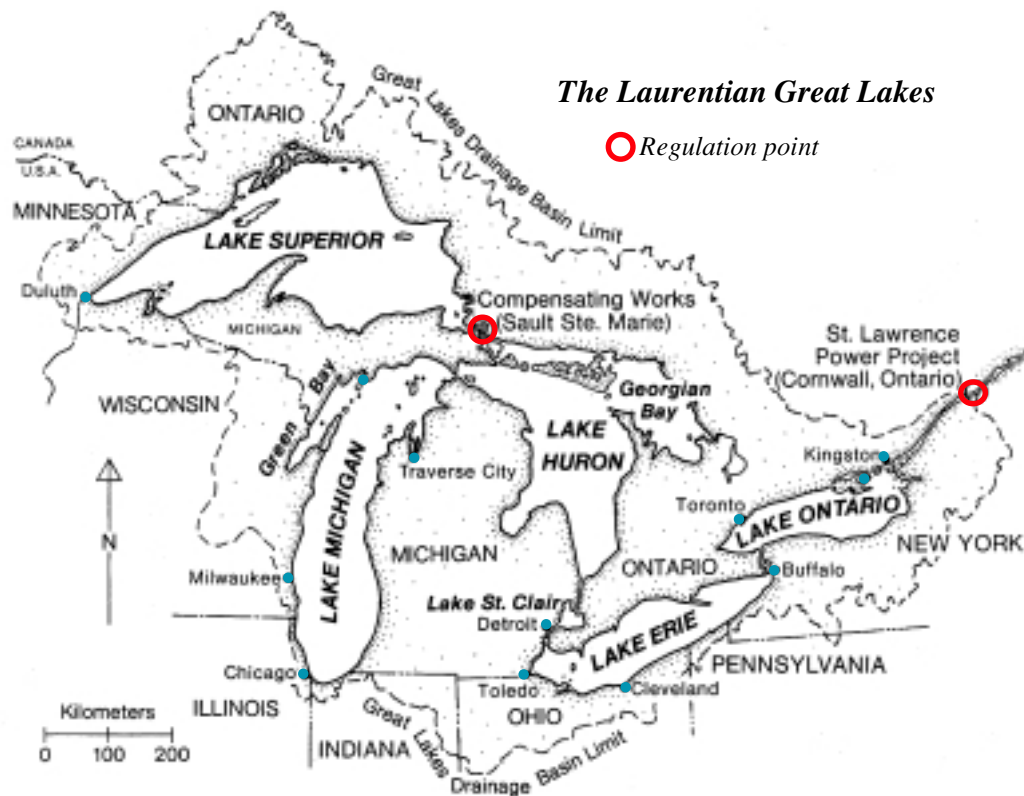 The Laurentian Great Lakes
Regulation point
Great Lakes Drainage Basin Limit
ONTARIO
CANADA
U.S.A.
MINNESOTA
LAKE SUPERIOR
Duluth
Compensating Works
(Sault Ste. Marie)
MICHIGAN
St. Lawrence
Power Project
(Cornwall, Ontario)
WISCONSIN
Green Bay
Georgian
Bay
LAKE
HURON
Kingston
Traverse City
LAKE MICHIGAN
Toronto
LAKE ONTARIO
N
MICHIGAN
NEW YORK
ONTARIO
Buffalo
Milwaukee
Lake St. Clair
Detroit
LAKE ERIE
PENNSYLVANIA
Chicago
Toledo
Cleveland
ILLINOIS
OHIO
Kilometers
0 100 200
INDIANA
Great Lakes
Drainage Basin Limit